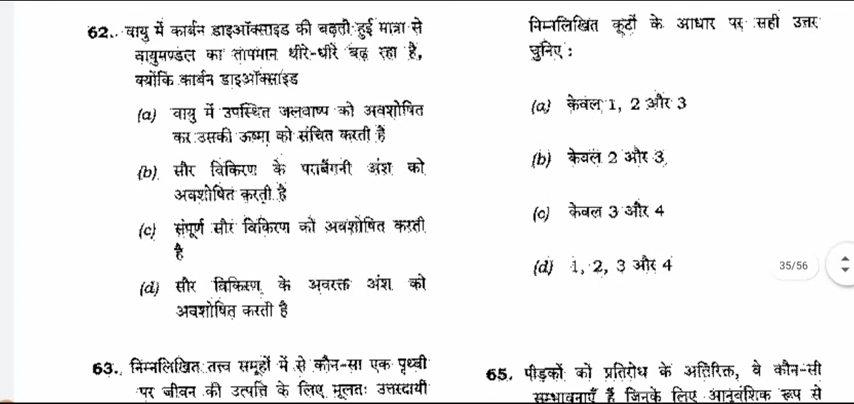 62. वायु में कार्बन डाइऑक्साइड की बढ़ती हुई मात्रा से
वायुमण्डल का तापमान धीरे-धीरे बढ़ रहा है,
क्योंकि कार्बन डाइऑक्साइड
(a) वायु में उपस्थित जलवाष्प को अवशोषित
कर उसकी ऊष्मा को संचित करती है
(b) सौर विकिरण के पराबैंगनी अंश को
अवशोषित करती है
(c) संपूर्ण सौर विकिरण को अवशोषित करती
है
(d) सौर विकिरण के अवरक्त अंश को
अवशोषित करती है
63. निम्नलिखित तत्त्व समूहों में से कौन-सा एक पृथ्वी
पर जीवन की उत्पत्ति के लिए मूलतः उत्तरदायी
निम्नलिखित कूटों के आधार पर सही उत्तर
चुनिए :
(a) केवल 1, 2 और 3
(b) केवल 2 और 3
(c) केवल 3 और 4
(d) 1, 2, 3 और 4
35/56
65. पीड़कों को प्रतिरोध के अतिरिक्त, वे कौन-सी
सम्भावनाएँ हैं जिनके लिए आनुवंशिक रूप से